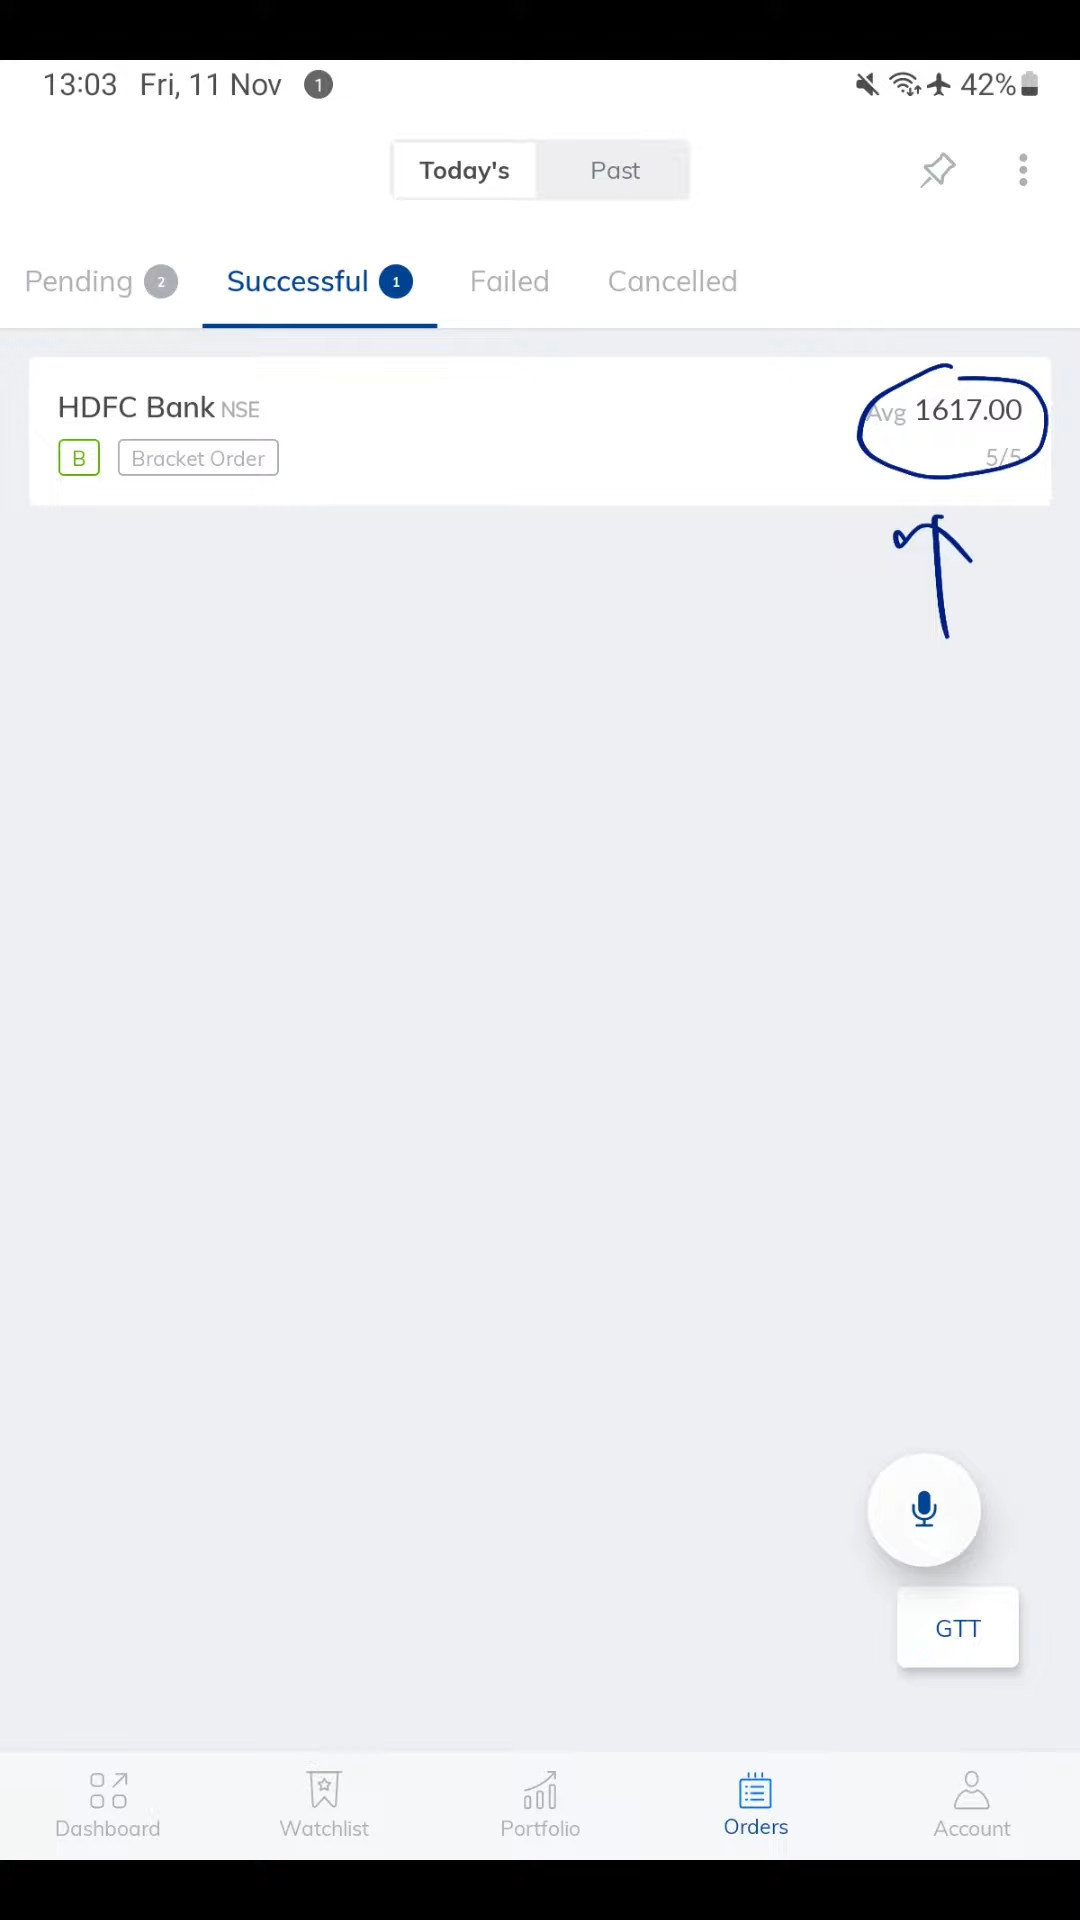 13:03 Fri, 11 Nov 1 42%
Today's Past
Pending 2 Successful 1 Failed Cancelled
HDFC Bank NSE Avg 1617.00
B Bracket Order 5/5
GTT
Dashboard Watchlist Portfolio Orders Account